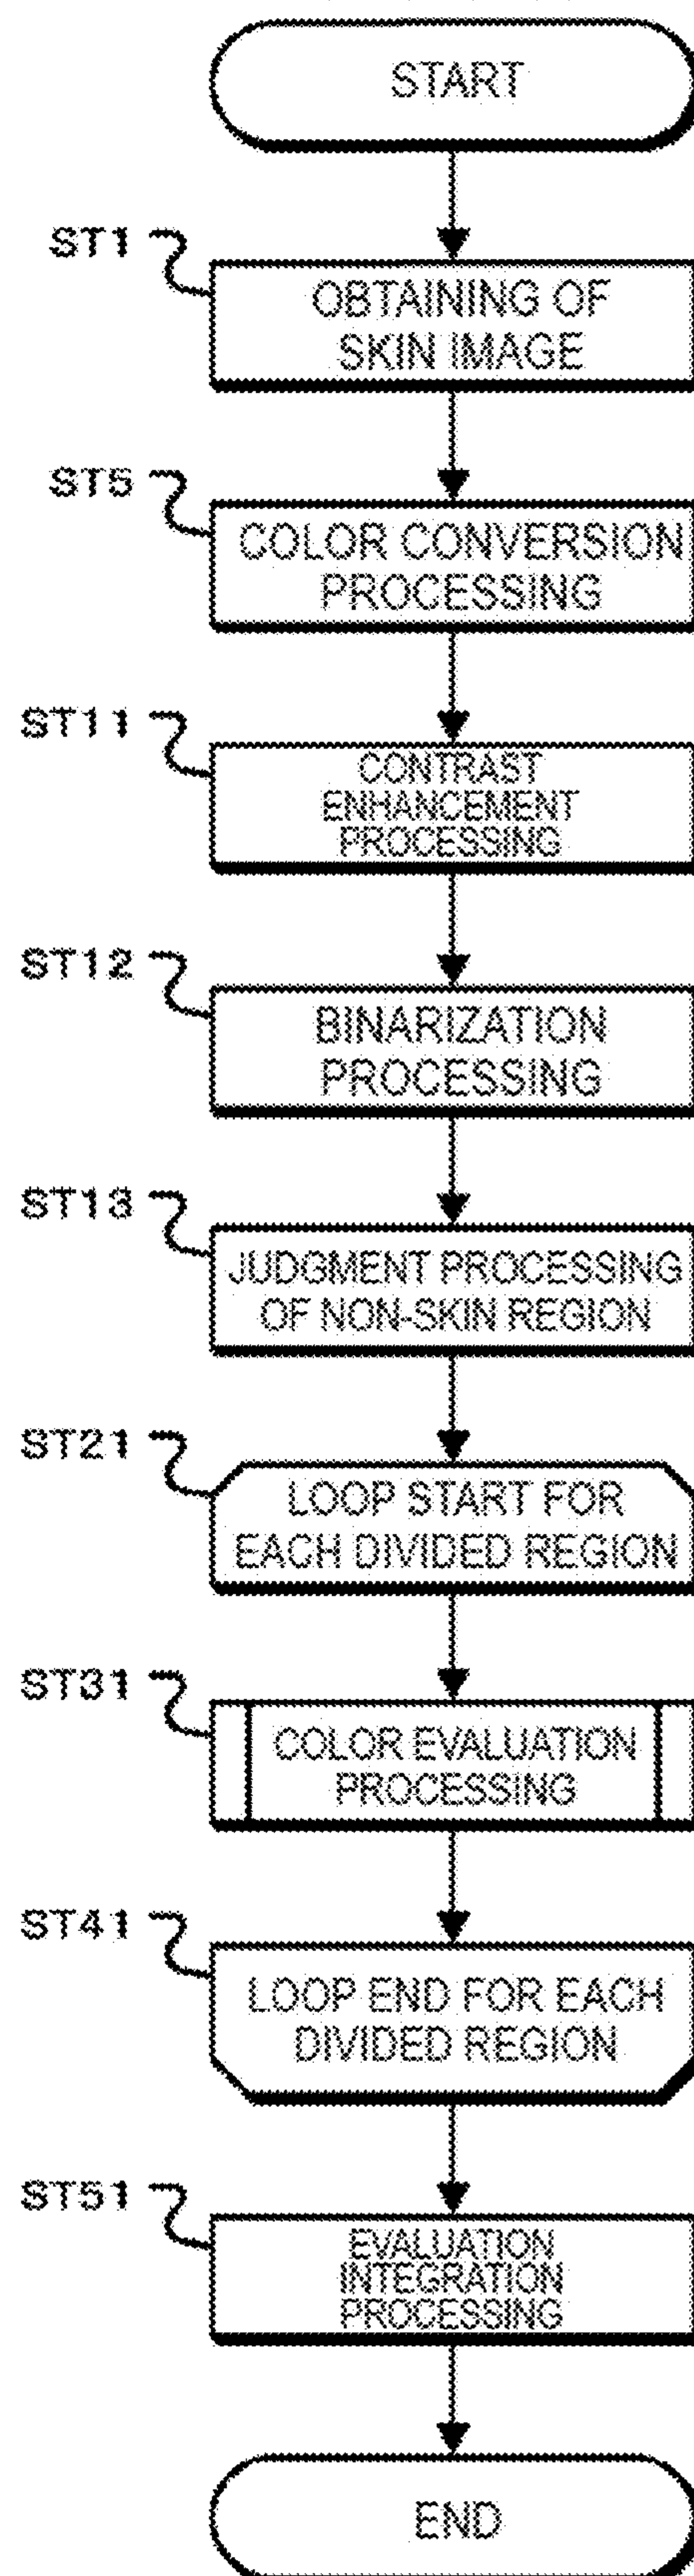 START
ST1
OBTAINING OF
SKIN IMAGE
ST5
COLOR CONVERSION
PROCESSING
ST11
CONTRAST
ENHANCEMENT
PROCESSING
ST12
BINARIZATION
PROCESSING
ST13
JUDGMENT PROCESSING
OF NON-SKIN REGION
ST21
LOOP START FOR
EACH DIVIDED REGION
ST31
COLOR EVALUATION
PROCESSING
ST41
LOOP END FOR EACH
DIVIDED REGION
ST51
EVALUATION
INTEGRATION
PROCESSING
END